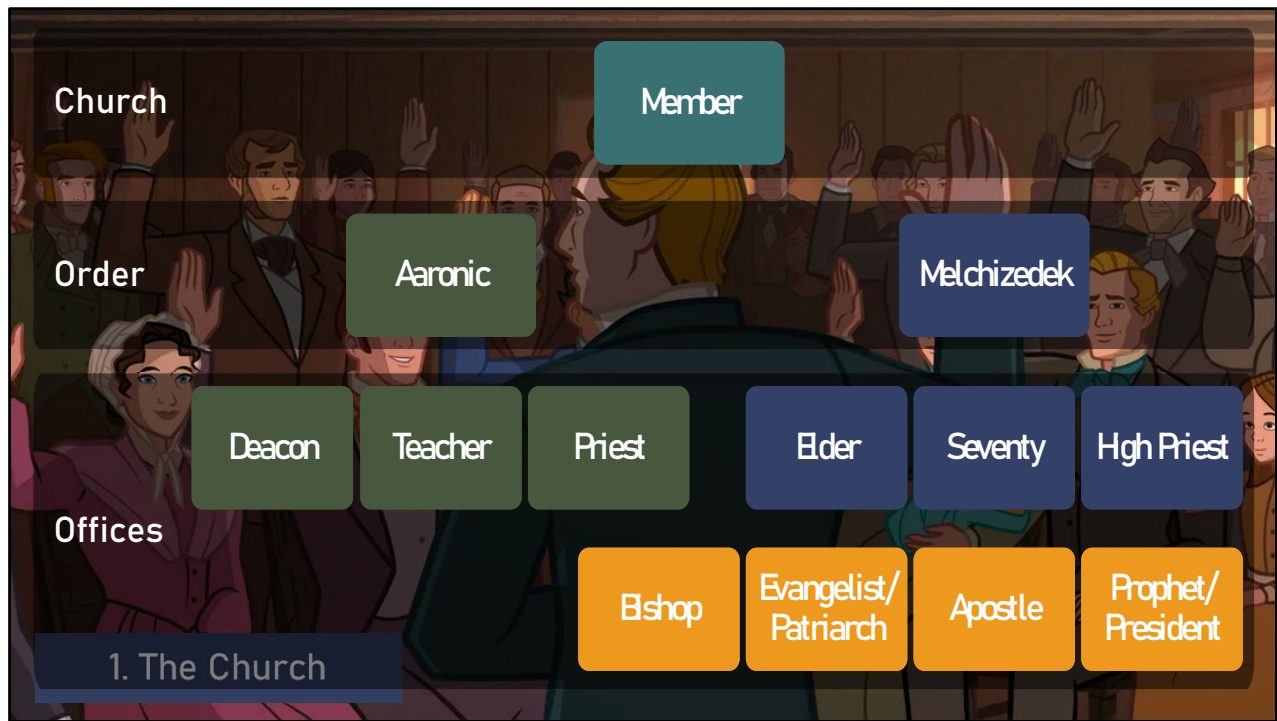 Church
Member
Order
Aaronic
Melchizedek
Offices
Deacon
Teacher
Priest
Elder
Seventy
High Priest
Bishop
Evangelist/
Patriarch
Apostle
Prophet/
President
1. The Church